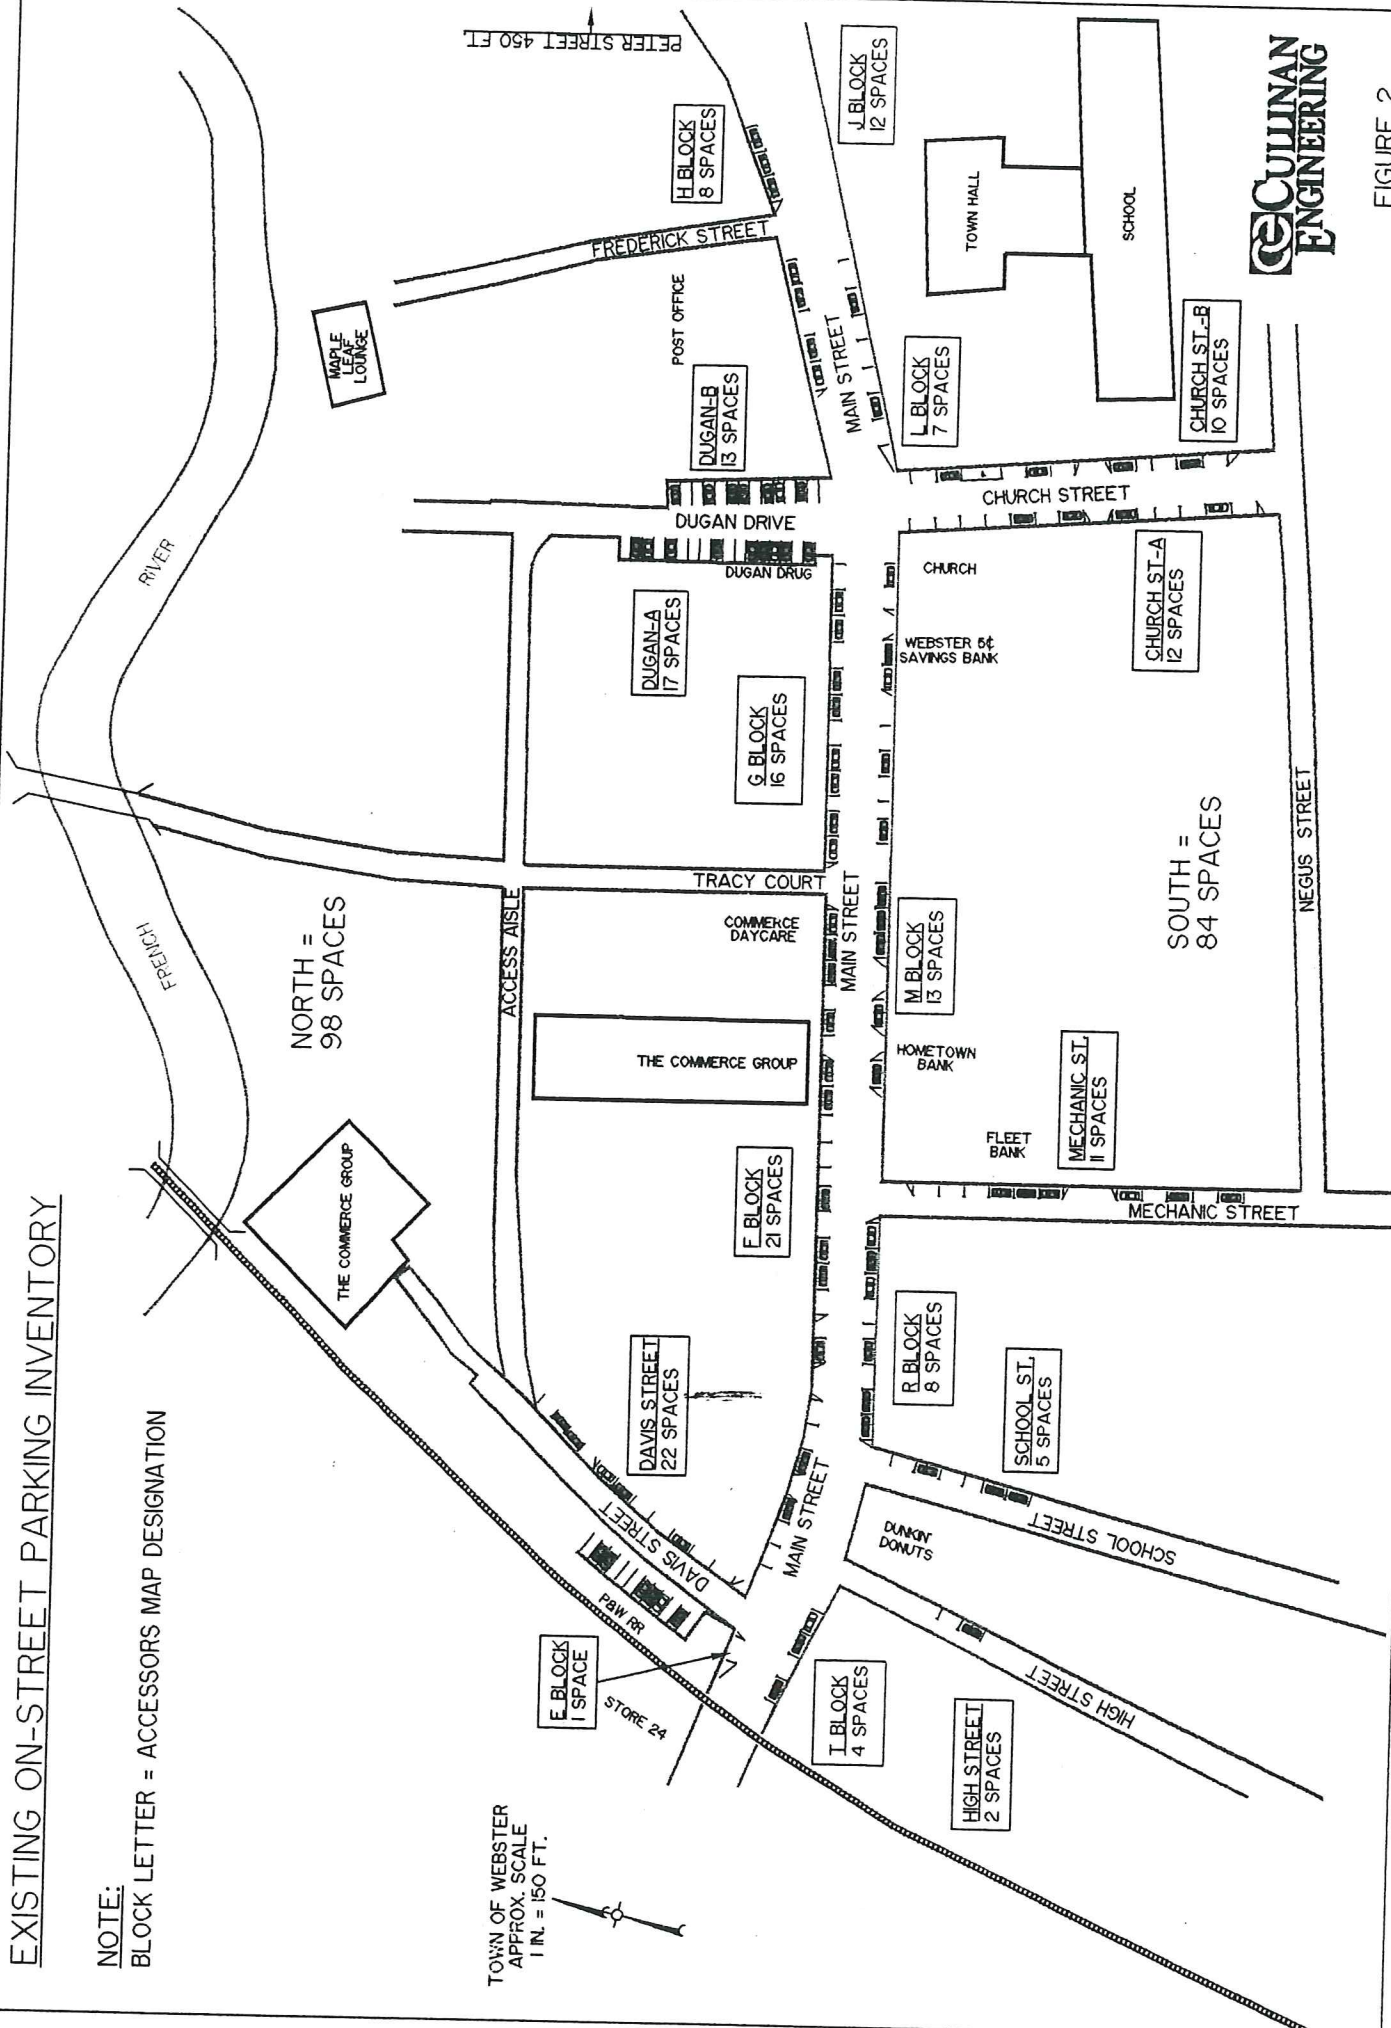 EXISTING ON-STREET PARKING INVENTORY
NOTE:
BLOCK LETTER = ACCESSORS MAP DESIGNATION
TOWN OF WEBSTER
APPROX. SCALE
1 IN. = 150 FT.
FRENCH
RIVER
NORTH =
98 SPACES
THE COMMERCE GROUP
MAPLE
LEAF
LOUNGE
PETER STREET 450 FT.
ACCESS AISLE
DAVIS STREET
22 SPACES
DAVIS STREET
P&W RR
E BLOCK
1 SPACE
STORE 24
F BLOCK
21 SPACES
THE COMMERCE GROUP
COMMERCE
DAYCARE
TRACY COURT
G BLOCK
16 SPACES
DUGAN-A
17 SPACES
DUGAN DRUG
DUGAN DRIVE
DUGAN-B
13 SPACES
POST OFFICE
FREDERICK STREET
H BLOCK
8 SPACES
MAIN STREET
MAIN STREET
MAIN STREET
T BLOCK
4 SPACES
HIGH STREET
2 SPACES
HIGH STREET
DUNKIN'
DONUTS
SCHOOL STREET
SCHOOL ST.
5 SPACES
R BLOCK
8 SPACES
MECHANIC STREET
MECHANIC ST.
11 SPACES
FLEET
BANK
HOMETOWN
BANK
M BLOCK
13 SPACES
WEBSTER 5¢
SAVINGS BANK
CHURCH
SOUTH =
84 SPACES
NEGUS STREET
CHURCH ST-A
12 SPACES
CHURCH STREET
CHURCH ST.-B
10 SPACES
L BLOCK
7 SPACES
J BLOCK
12 SPACES
TOWN HALL
SCHOOL
CULLINAN
ENGINEERING
FIGURE 2